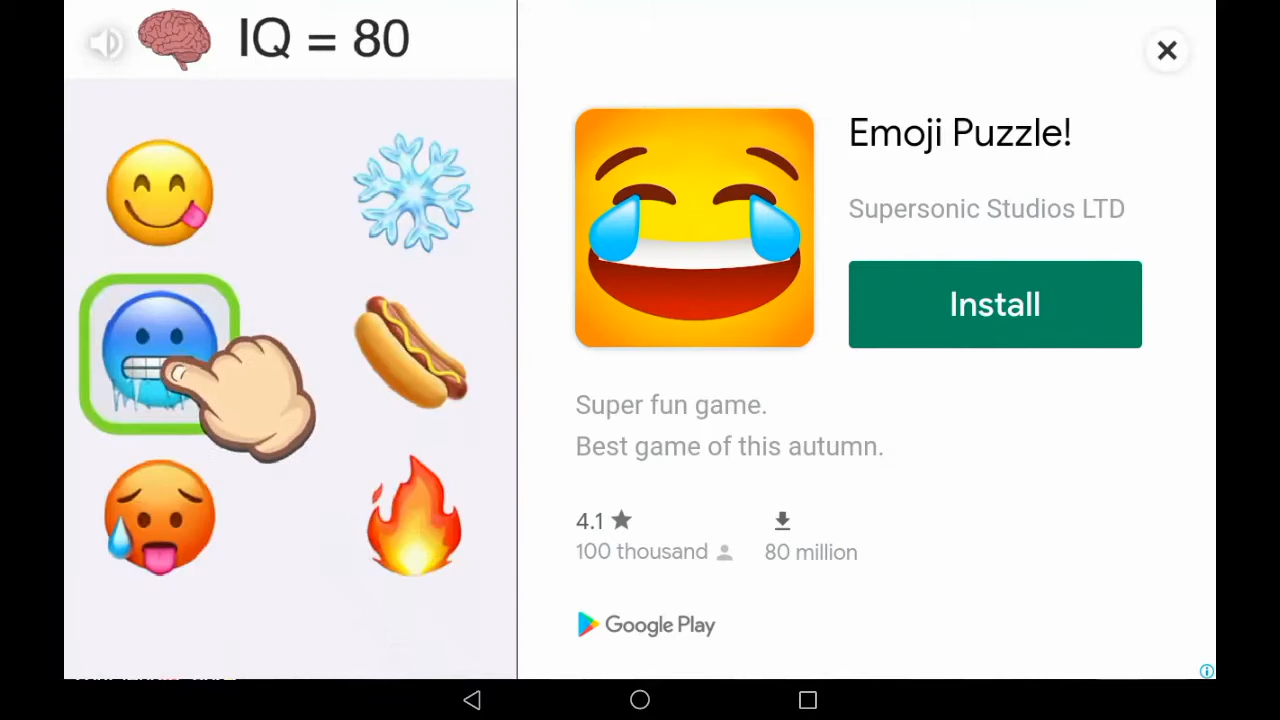 IQ = 80
Emoji Puzzle!
Supersonic Studios LTD
Install
Super fun game.
Best game of this autumn.
4.1
100 thousand
80 million
Google Play